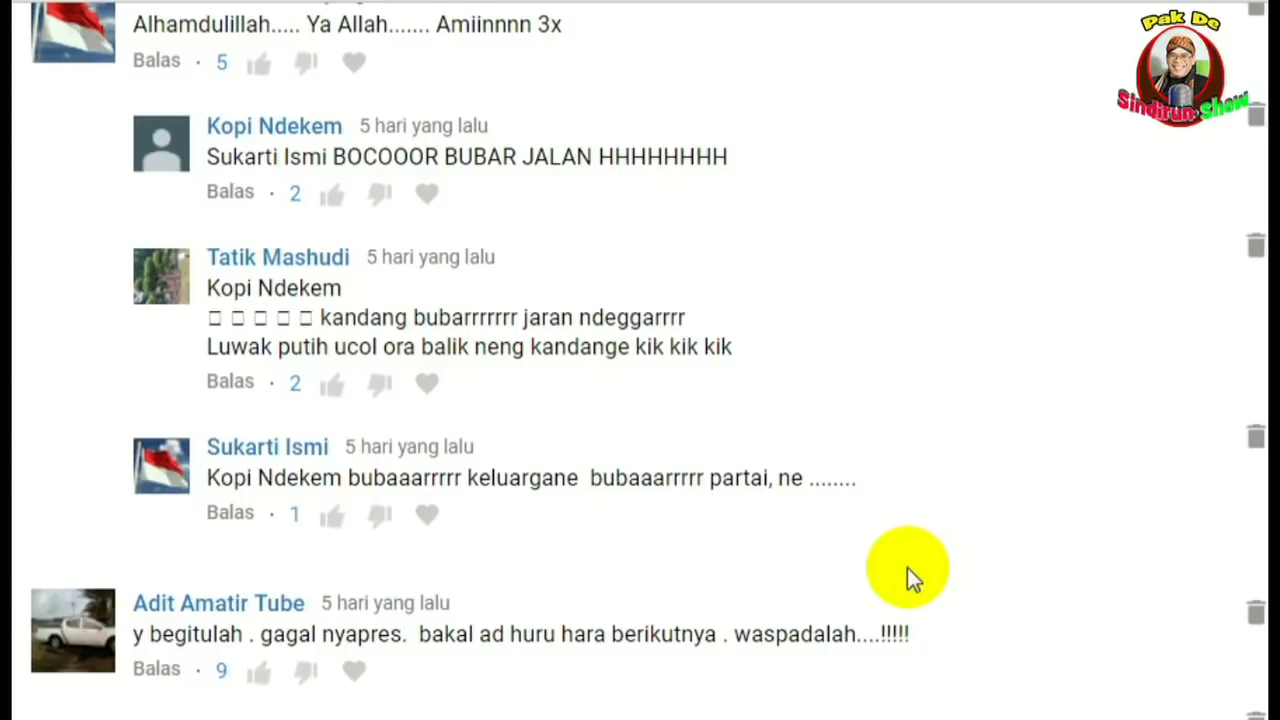 Alhamdulillah..... Ya Allah....... Amiinnnn 3x
Balas · 5
Pak De
Sindirun Show
Kopi Ndekem 5 hari yang lalu
Sukarti Ismi BOCOOOR BUBAR JALAN HHHHHHHH
Balas · 2
Tatik Mashudi 5 hari yang lalu
Kopi Ndekem
kandang bubarrrrrrr jaran ndeggarrrr
Luwak putih ucol ora balik neng kandange kik kik kik
Balas · 2
Sukarti Ismi 5 hari yang lalu
Kopi Ndekem bubaaarrrrr keluargane bubaaarrrrr partai, ne ........
Balas · 1
Adit Amatir Tube 5 hari yang lalu
y begitulah . gagal nyapres. bakal ad huru hara berikutnya . waspadalah....!!!!!
Balas · 9